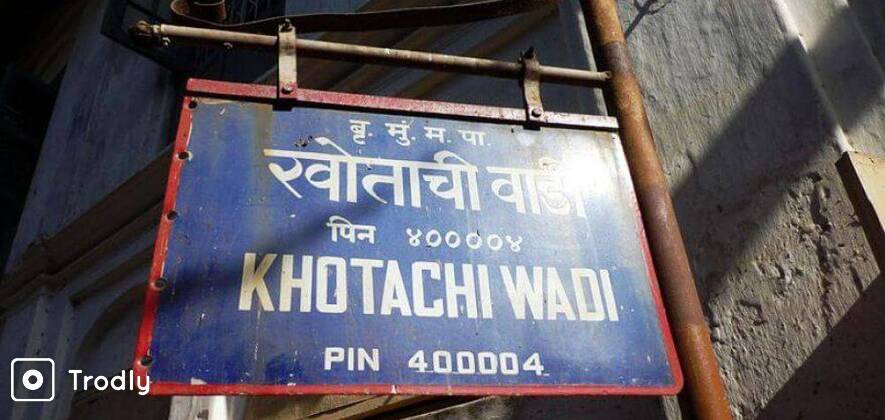 बृ. मुं. म. पा.
खोताची वाडी
पिन ४००००४
KHOTACHI WADI
PIN 400004
Trodly